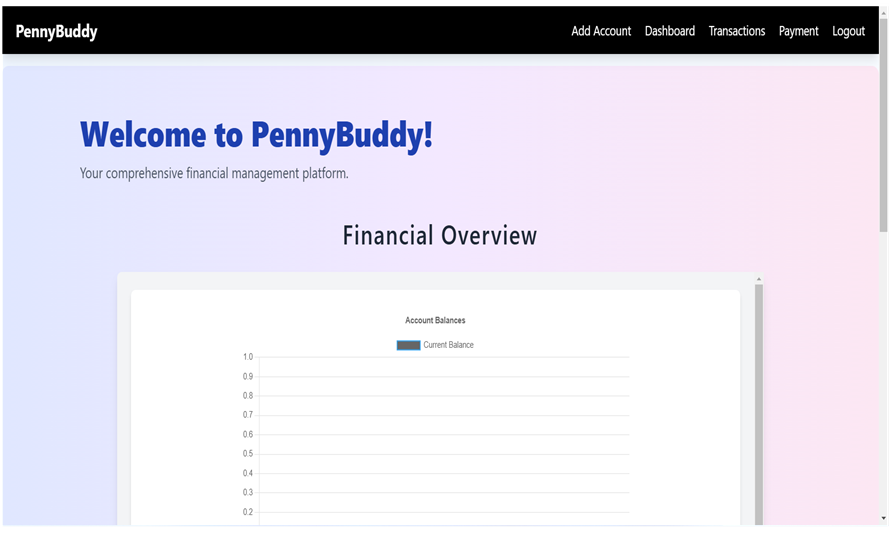 PennyBuddy Add Account Dashboard Transactions Payment Logout
Welcome to PennyBuddy!
Your comprehensive financial management platform.
Financial Overview
Account Balances
Current Balance
1.0
0.9
0.8
0.7
0.6
0.5
0.4
0.3
0.2